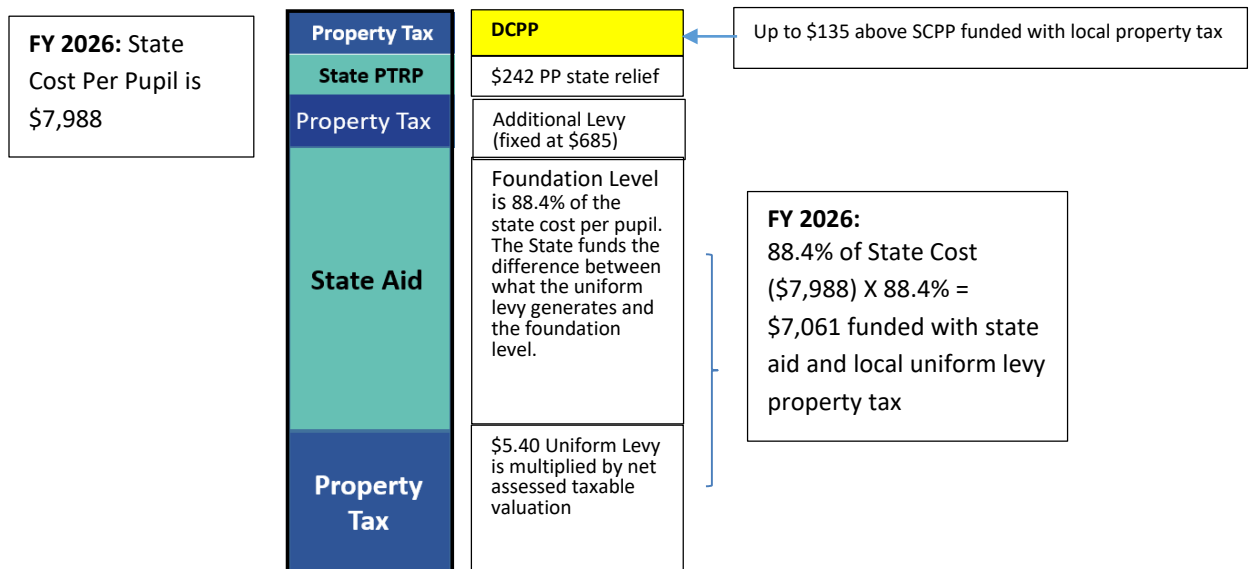 FY 2026: State
Cost Per Pupil is
$7,988
Property Tax
State PTRP
Property Tax
State Aid
Property
Tax
DCPP
$242 PP state relief
Additional Levy
(fixed at $685)
Foundation Level
is 88.4% of the
state cost per pupil.
The State funds the
difference between
what the uniform
levy generates and
the foundation
level.
$5.40 Uniform Levy
is multiplied by net
assessed taxable
valuation
Up to $135 above SCPP funded with local property tax
FY 2026:
88.4% of State Cost
($7,988) X 88.4% =
$7,061 funded with state
aid and local uniform levy
property tax